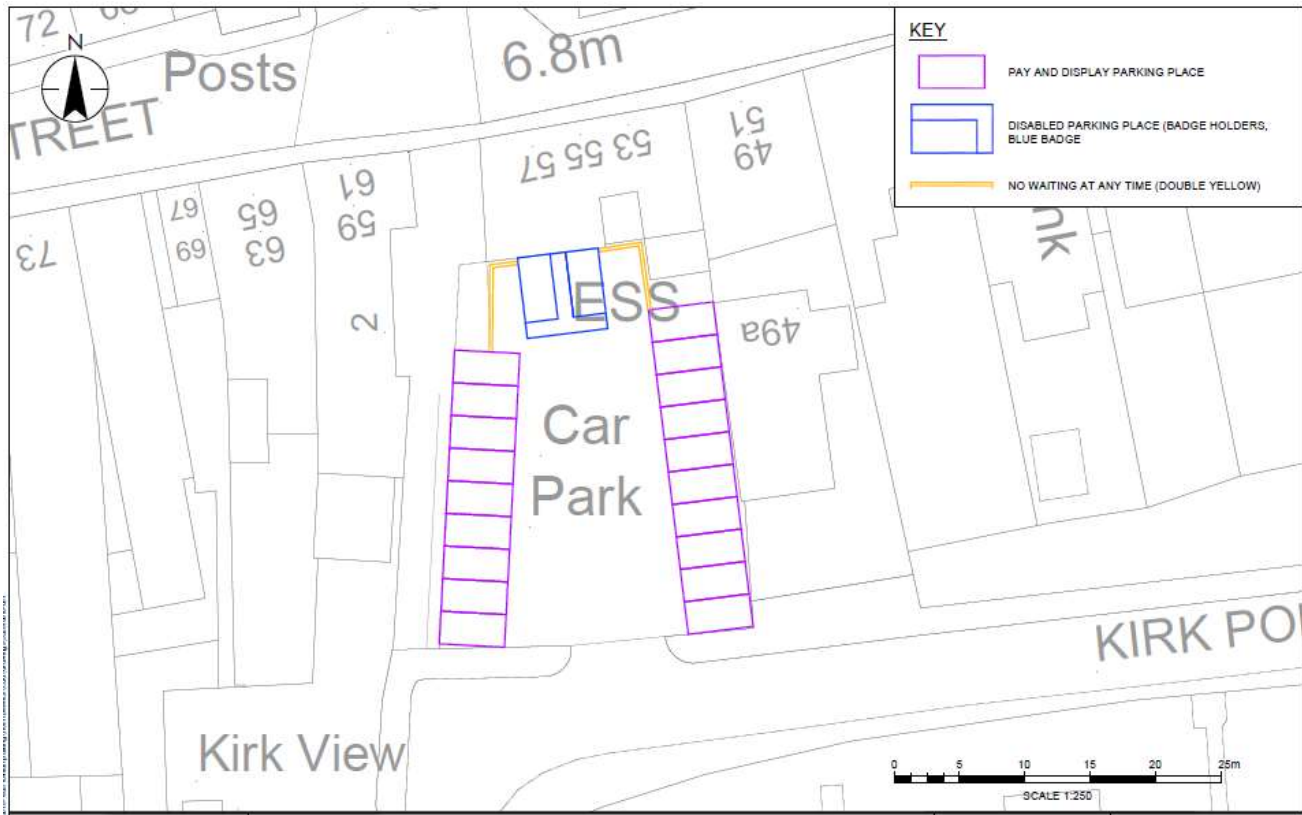 72
N
Posts
6.8m
TREET
KEY
PAY AND DISPLAY PARKING PLACE
DISABLED PARKING PLACE (BADGE HOLDERS,
BLUE BADGE
NO WAITING AT ANY TIME (DOUBLE YELLOW)
73
67
69
65
63
61
59
57 55 53
51
49
nk
2
ESS
49a
Car
Park
KIRK PO
Kirk View
0 5 10 15 20 25m
SCALE 1:250